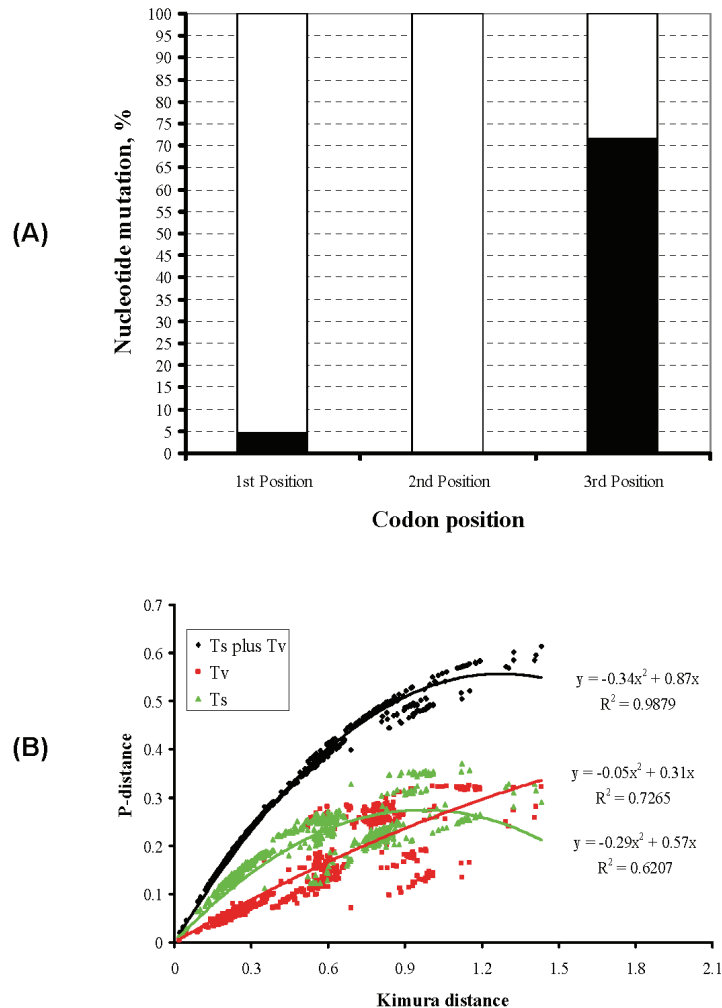 (A)
Nucleotide mutation, %
100
95
90
85
80
75
70
65
60
55
50
45
40
35
30
25
20
15
10
5
0
1st Position 2nd Position 3rd Position
Codon position
(B)
P-distance
0.7
0.6
0.5
0.4
0.3
0.2
0.1
0
Ts plus Tv
Tv
Ts
y = -0.34x² + 0.87x
R² = 0.9879
y = -0.05x² + 0.31x
R² = 0.7265
y = -0.29x² + 0.57x
R² = 0.6207
0 0.3 0.6 0.9 1.2 1.5 1.8 2.1
Kimura distance